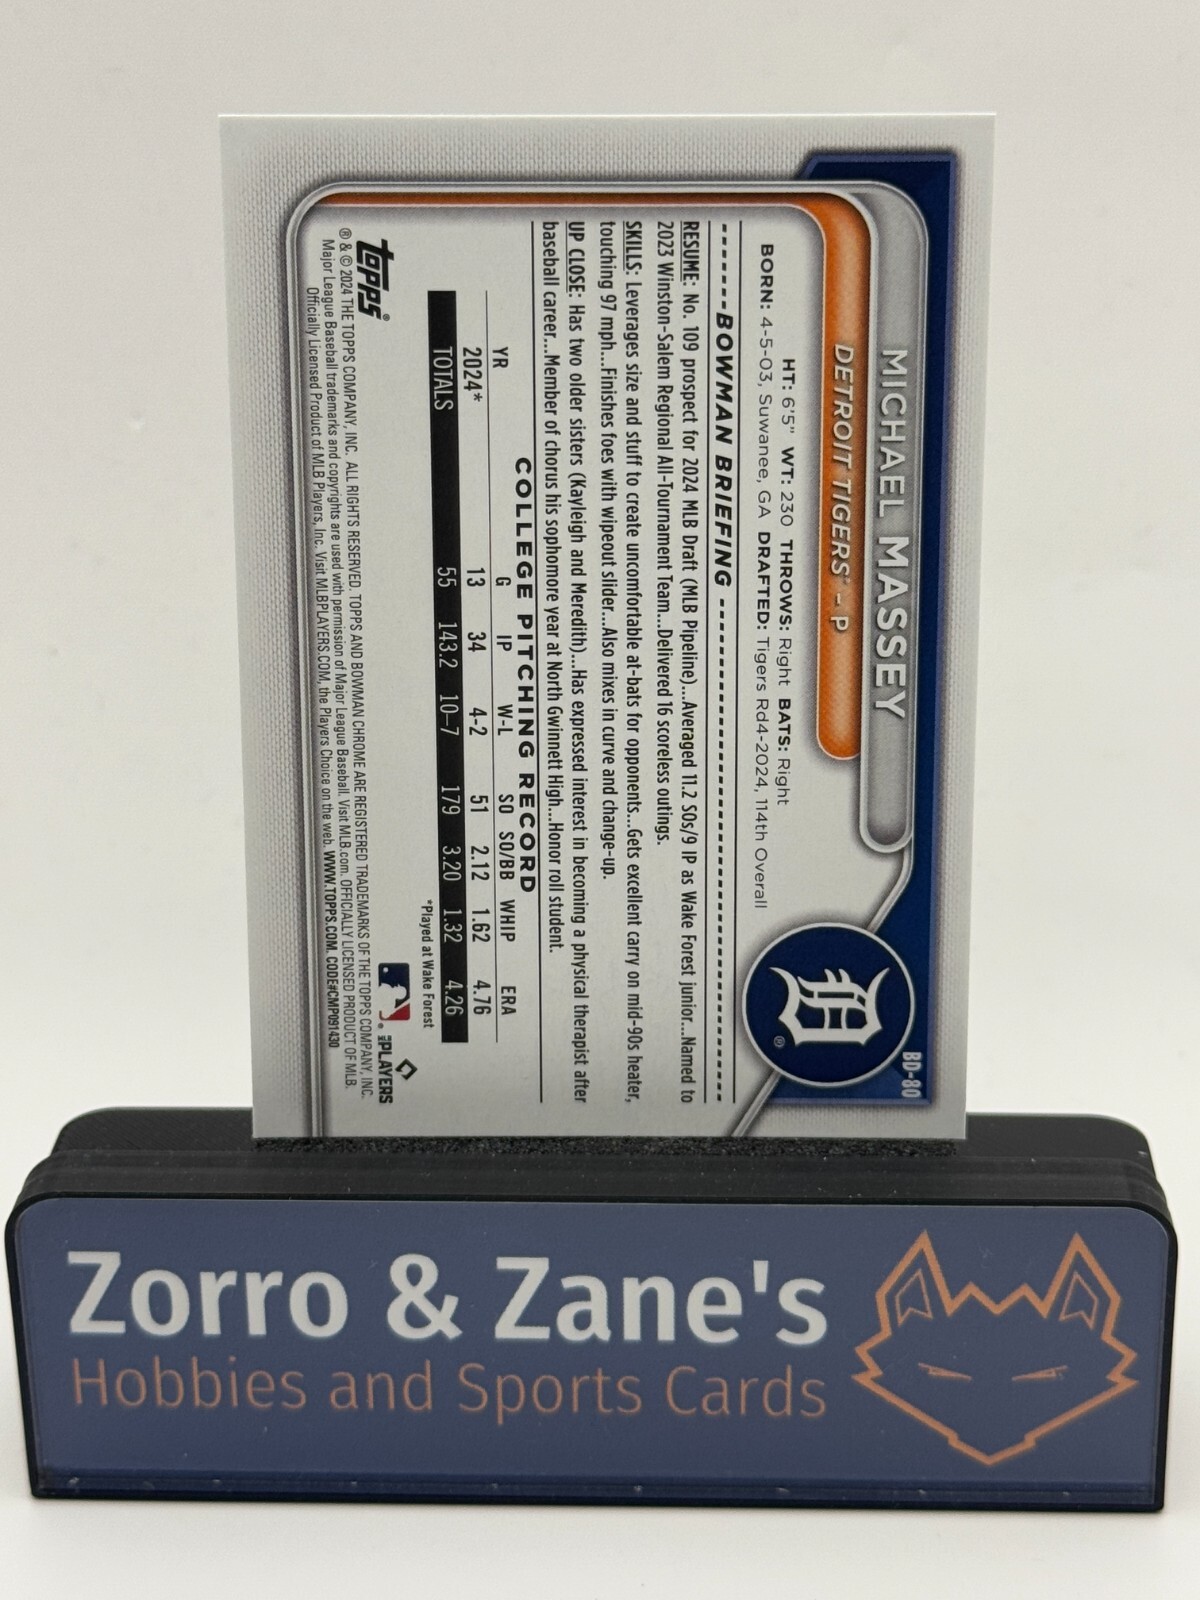 BD-80
MICHAEL MASSEY
DETROIT TIGERS® - P
HT: 6'5" WT: 230 THROWS: Right BATS: Right
BORN: 4-5-03, Suwanee, GA DRAFTED: Tigers Rd4-2024, 114th Overall
BOWMAN BRIEFING
RESUME: No. 109 prospect for 2024 MLB Draft (MLB Pipeline)...Averaged 11.2 SOs/9 IP as Wake Forest junior...Named to
2023 Winston-Salem Regional All-Tournament Team...Delivered 16 scoreless outings.
SKILLS: Leverages size and stuff to create uncomfortable at-bats for opponents...Gets excellent carry on mid-90s heater,
touching 97 mph...Finishes foes with wipeout slider...Also mixes in curve and change-up.
UP CLOSE: Has two older sisters (Kayleigh and Meredith)...Has expressed interest in becoming a physical therapist after
baseball career...Member of chorus his sophomore year at North Gwinnett High...Honor roll student.
COLLEGE PITCHING RECORD
YR G IP W-L SO SO/BB WHIP ERA
2024* 13 34 4-2 51 2.12 1.62 4.76
TOTALS 55 143.2 10-7 179 3.20 1.32 4.26
*Played at Wake Forest
topps®
MLB PLAYERS
® & © 2024 THE TOPPS COMPANY, INC. ALL RIGHTS RESERVED. TOPPS AND BOWMAN CHROME ARE REGISTERED TRADEMARKS OF THE TOPPS COMPANY, INC.
Major League Baseball trademarks and copyrights are used with permission of Major League Baseball. Visit MLB.com. OFFICIALLY LICENSED PRODUCT OF MLB.
Officially Licensed Product of MLB Players, Inc. Visit MLBPLAYERS.COM, the Players Choice on the web. WWW.TOPPS.COM. CODE#CMP091430
Zorro & Zane's
Hobbies and Sports Cards